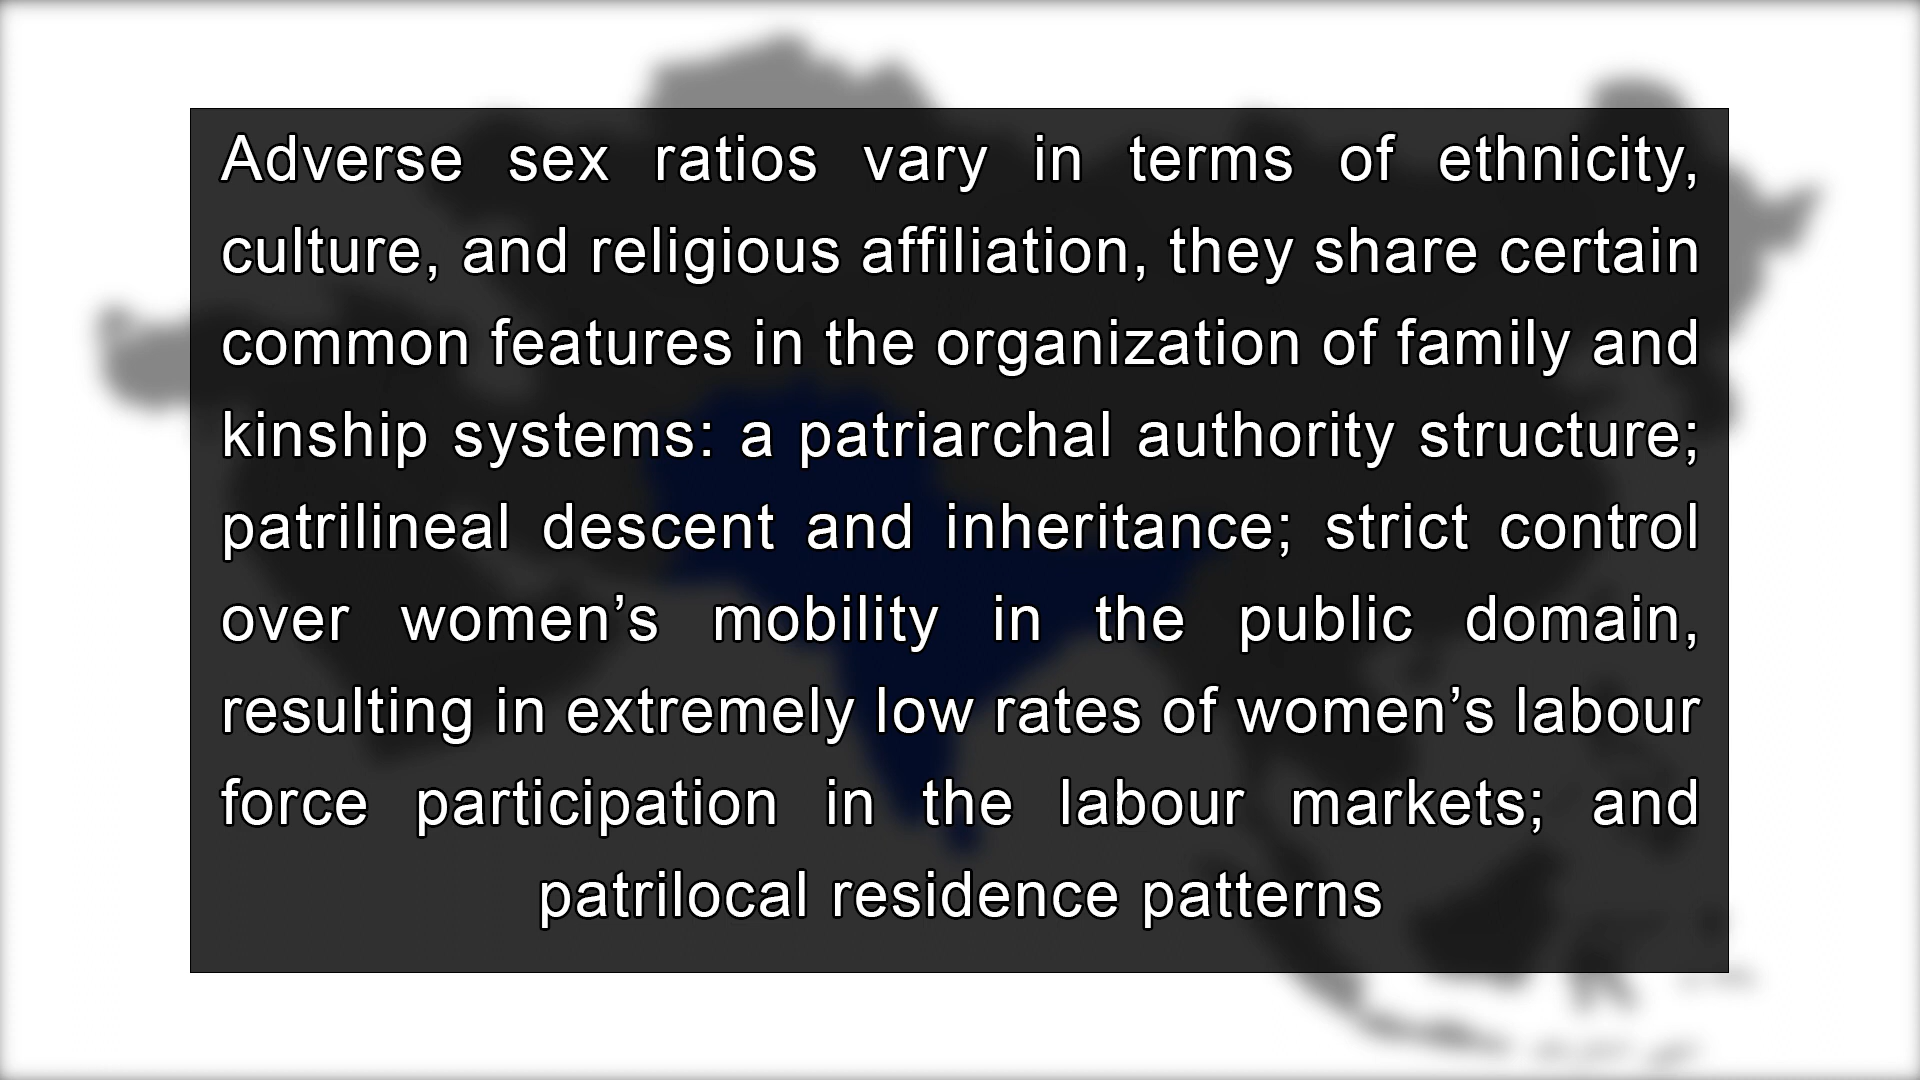 Adverse sex ratios vary in terms of ethnicity,
culture, and religious affiliation, they share certain
common features in the organization of family and
kinship systems: a patriarchal authority structure;
patrilineal descent and inheritance; strict control
over women’s mobility in the public domain,
resulting in extremely low rates of women’s labour
force participation in the labour markets; and
patrilocal residence patterns